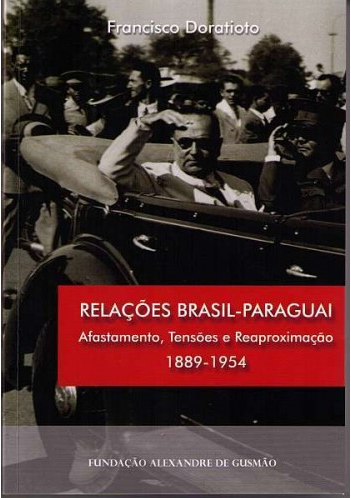 Francisco Doratioto
RELAÇÕES BRASIL-PARAGUAI
Afastamento, Tensões e Reaproximação
1889-1954
FUNDAÇÃO ALEXANDRE DE GUSMÃO